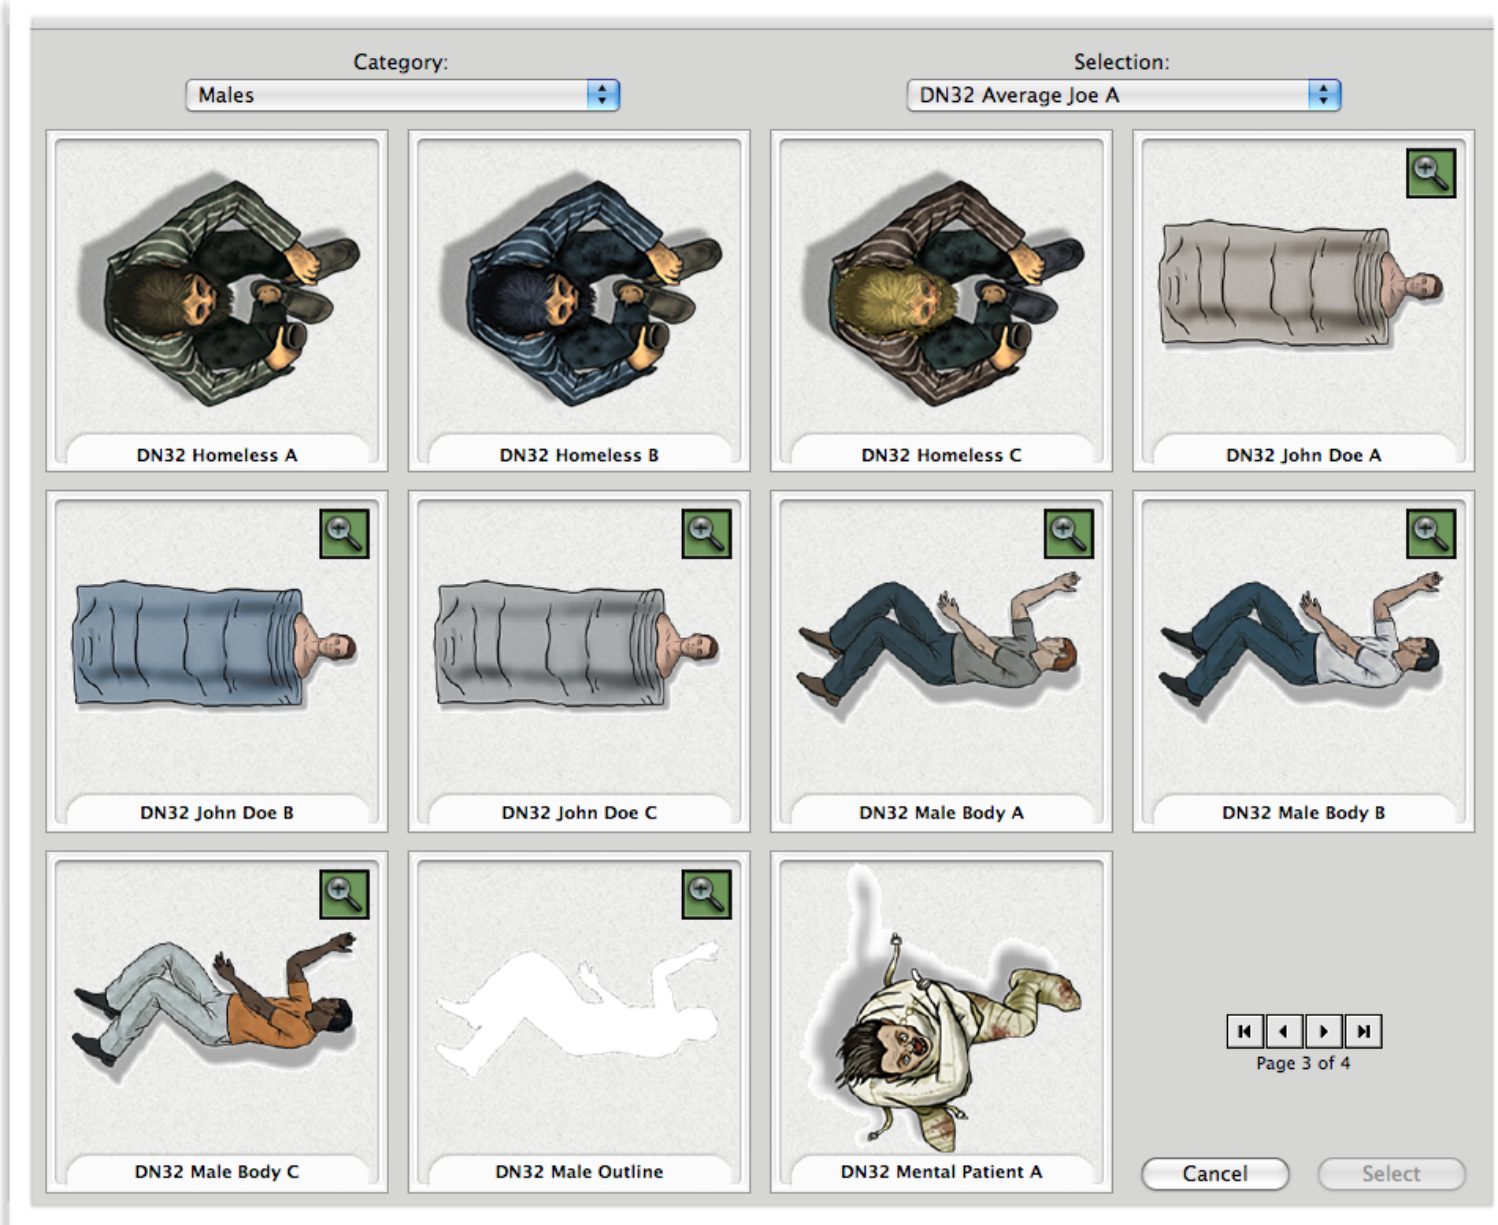 Category:
Selection:
Males
DN32 Average Joe A
DN32 Homeless A
DN32 Homeless B
DN32 Homeless C
DN32 John Doe A
DN32 John Doe B
DN32 John Doe C
DN32 Male Body A
DN32 Male Body B
DN32 Male Body C
DN32 Male Outline
DN32 Mental Patient A
Page 3 of 4
Cancel
Select